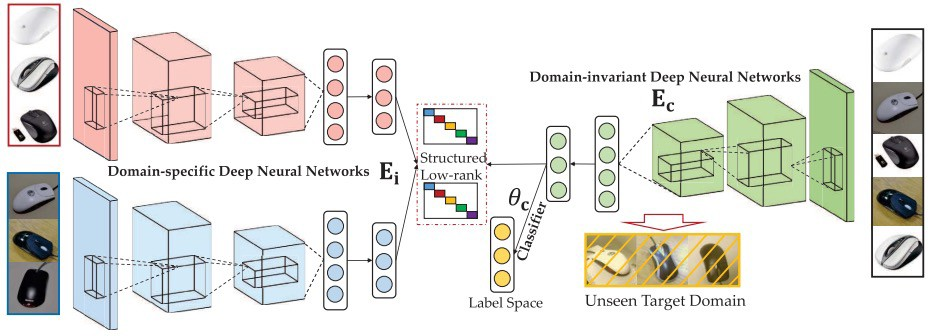 Domain-invariant Deep Neural Networks
E_c
Domain-specific Deep Neural Networks
E_i
Structured
Low-rank
θ_c
Classifier
Label Space
Unseen Target Domain